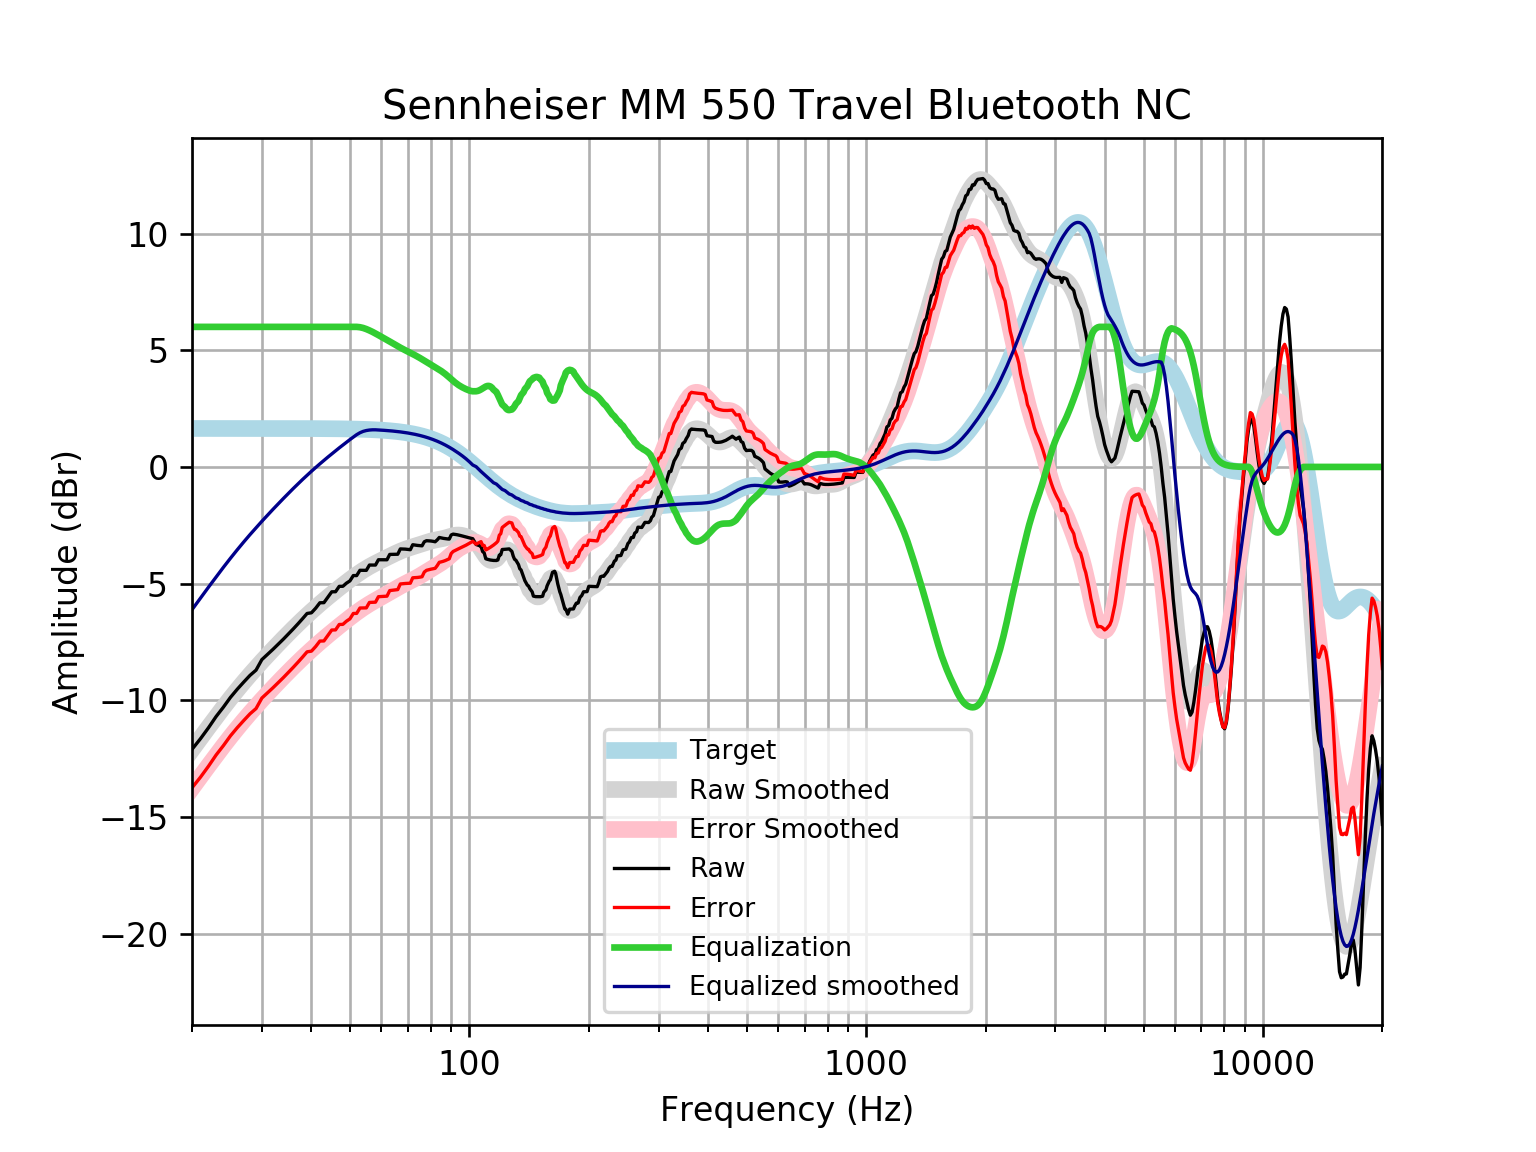 Sennheiser MM 550 Travel Bluetooth NC
10
5
0
−5
−10
−15
−20
Amplitude (dBr)
Target
Raw Smoothed
Error Smoothed
Raw
Error
Equalization
Equalized smoothed
100 1000 10000
Frequency (Hz)